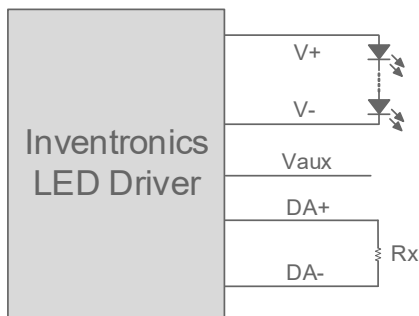 V+
V-
Inventronics
LED Driver
Vaux
DA+
Rx
DA-